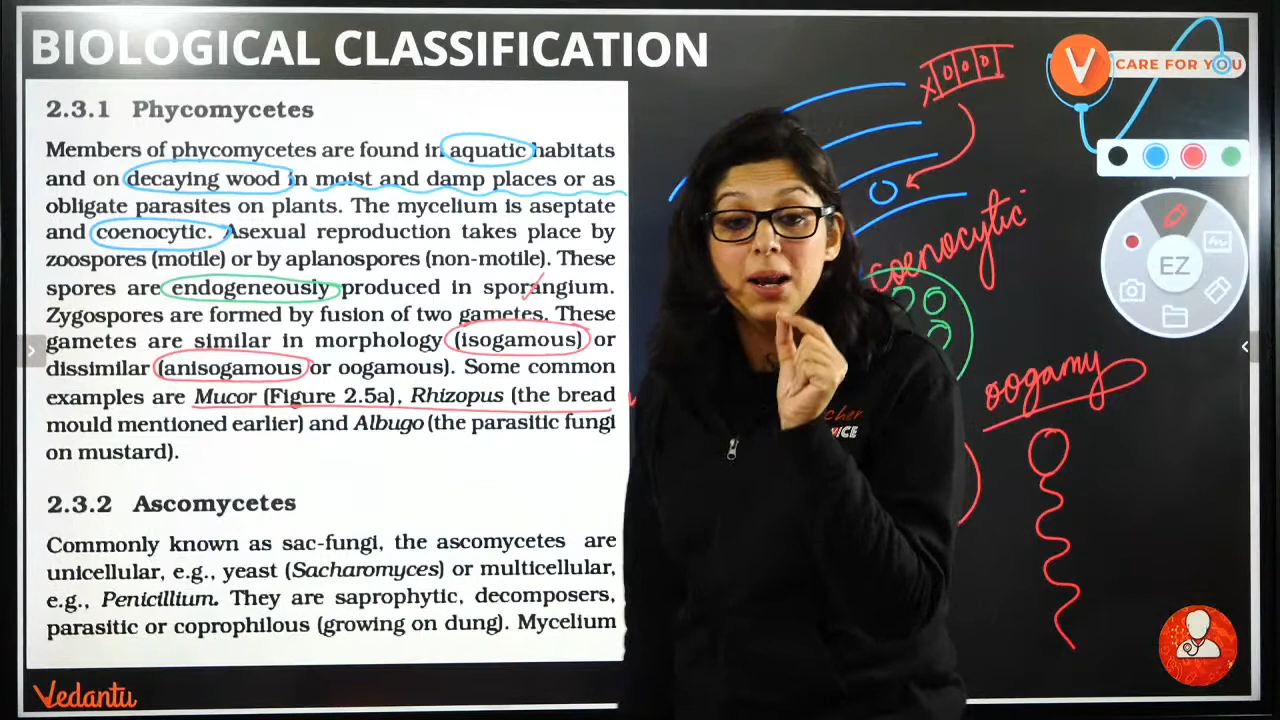 BIOLOGICAL CLASSIFICATION
V CARE FOR YOU
2.3.1 Phycomycetes
Members of phycomycetes are found in aquatic habitats
and on decaying wood in moist and damp places or as
obligate parasites on plants. The mycelium is aseptate
and coenocytic. Asexual reproduction takes place by
zoospores (motile) or by aplanospores (non-motile). These
spores are endogeneously produced in sporangium.
Zygospores are formed by fusion of two gametes. These
gametes are similar in morphology (isogamous) or
dissimilar (anisogamous or oogamous). Some common
examples are Mucor (Figure 2.5a), Rhizopus (the bread
mould mentioned earlier) and Albugo (the parasitic fungi
on mustard).
2.3.2 Ascomycetes
Commonly known as sac-fungi, the ascomycetes are
unicellular, e.g., yeast (Sacharomyces) or multicellular,
e.g., Penicillium. They are saprophytic, decomposers,
parasitic or coprophilous (growing on dung). Mycelium
coenocytic
oogamy
EZ
Vedantu